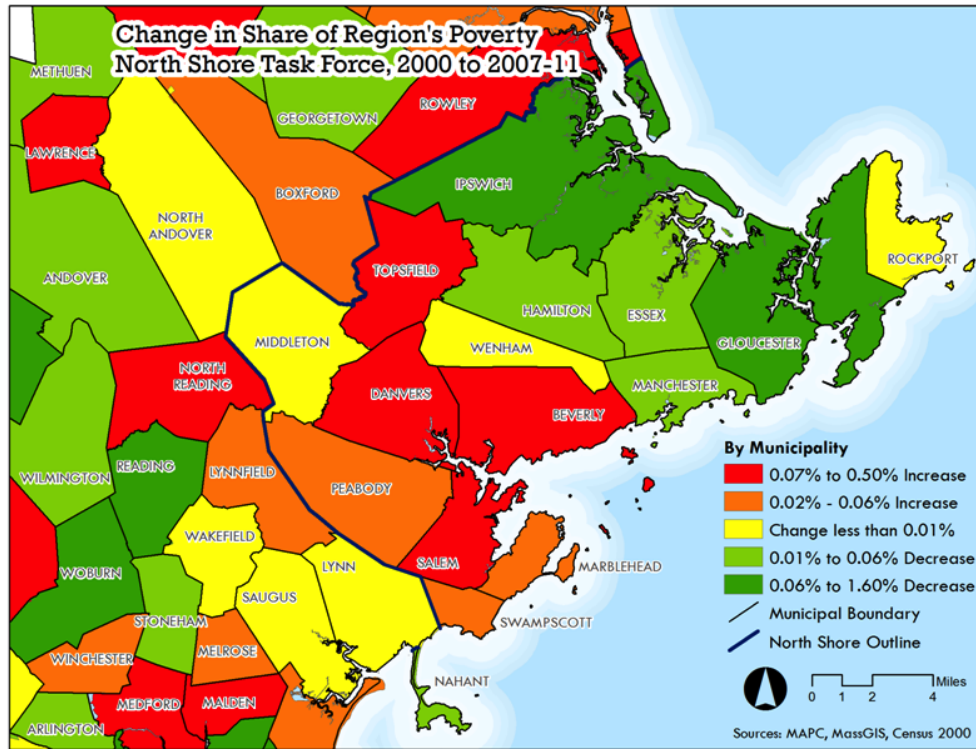 Change in Share of Region's Poverty
North Shore Task Force, 2000 to 2007-11
METHUEN
GEORGETOWN
ROWLEY
LAWRENCE
IPSWICH
BOXFORD
NORTH
ANDOVER
ROCKPORT
ANDOVER
TOPSFIELD
HAMILTON
ESSEX
MIDDLETON
GLOUCESTER
WENHAM
NORTH
READING
MANCHESTER
DANVERS
BEVERLY
READING
WILMINGTON
LYNNFIELD
PEABODY
WAKEFIELD
SALEM
LYNN
MARBLEHEAD
WOBURN
SAUGUS
STONEHAM
SWAMPSCOTT
MELROSE
WINCHESTER
NAHANT
MEDFORD
MALDEN
ARLINGTON
By Municipality
0.07% to 0.50% Increase
0.02% - 0.06% Increase
Change less than 0.01%
0.01% to 0.06% Decrease
0.06% to 1.60% Decrease
Municipal Boundary
North Shore Outline
0 1 2 4 Miles
Sources: MAPC, MassGIS, Census 2000